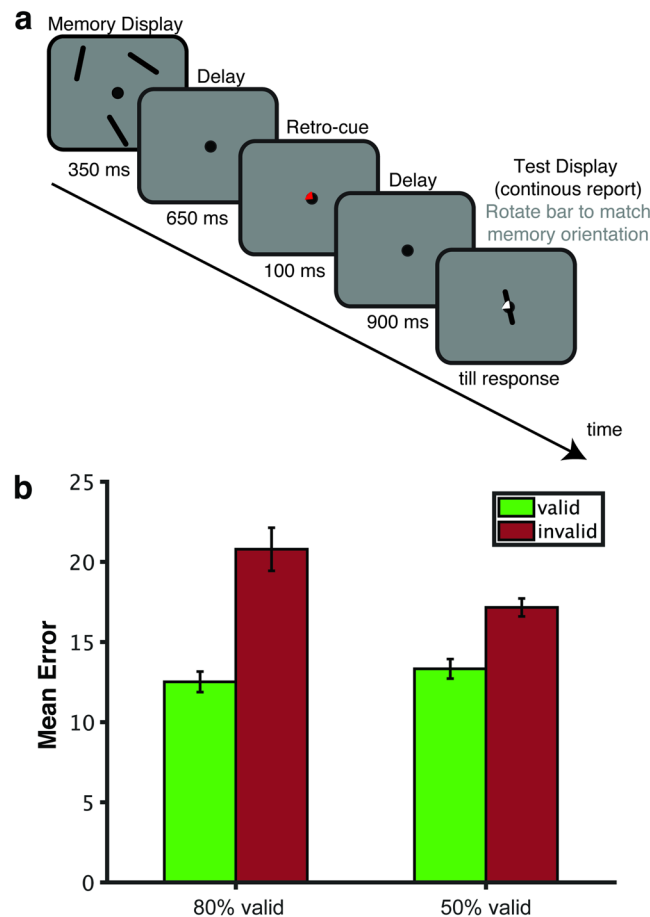 a
Memory Display
350 ms
Delay
650 ms
Retro-cue
100 ms
Delay
900 ms
Test Display
(continous report)
Rotate bar to match
memory orientation
till response
time
b
25
20
15
10
5
0
Mean Error
valid
invalid
80% valid
50% valid